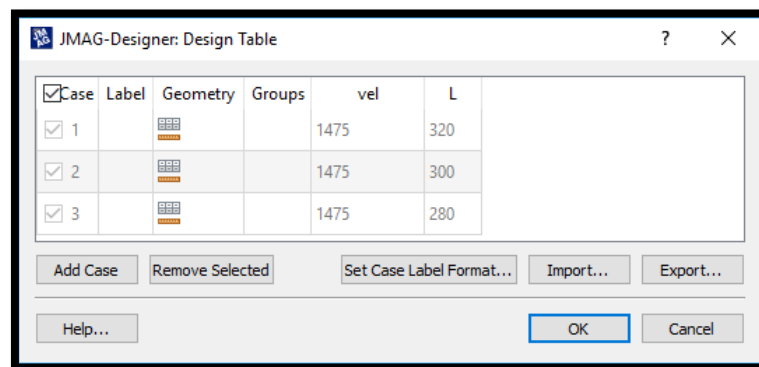 JMAG-Designer: Design Table
Case Label Geometry Groups vel L
1 1475 320
2 1475 300
3 1475 280
Add Case Remove Selected Set Case Label Format... Import... Export...
Help... OK Cancel